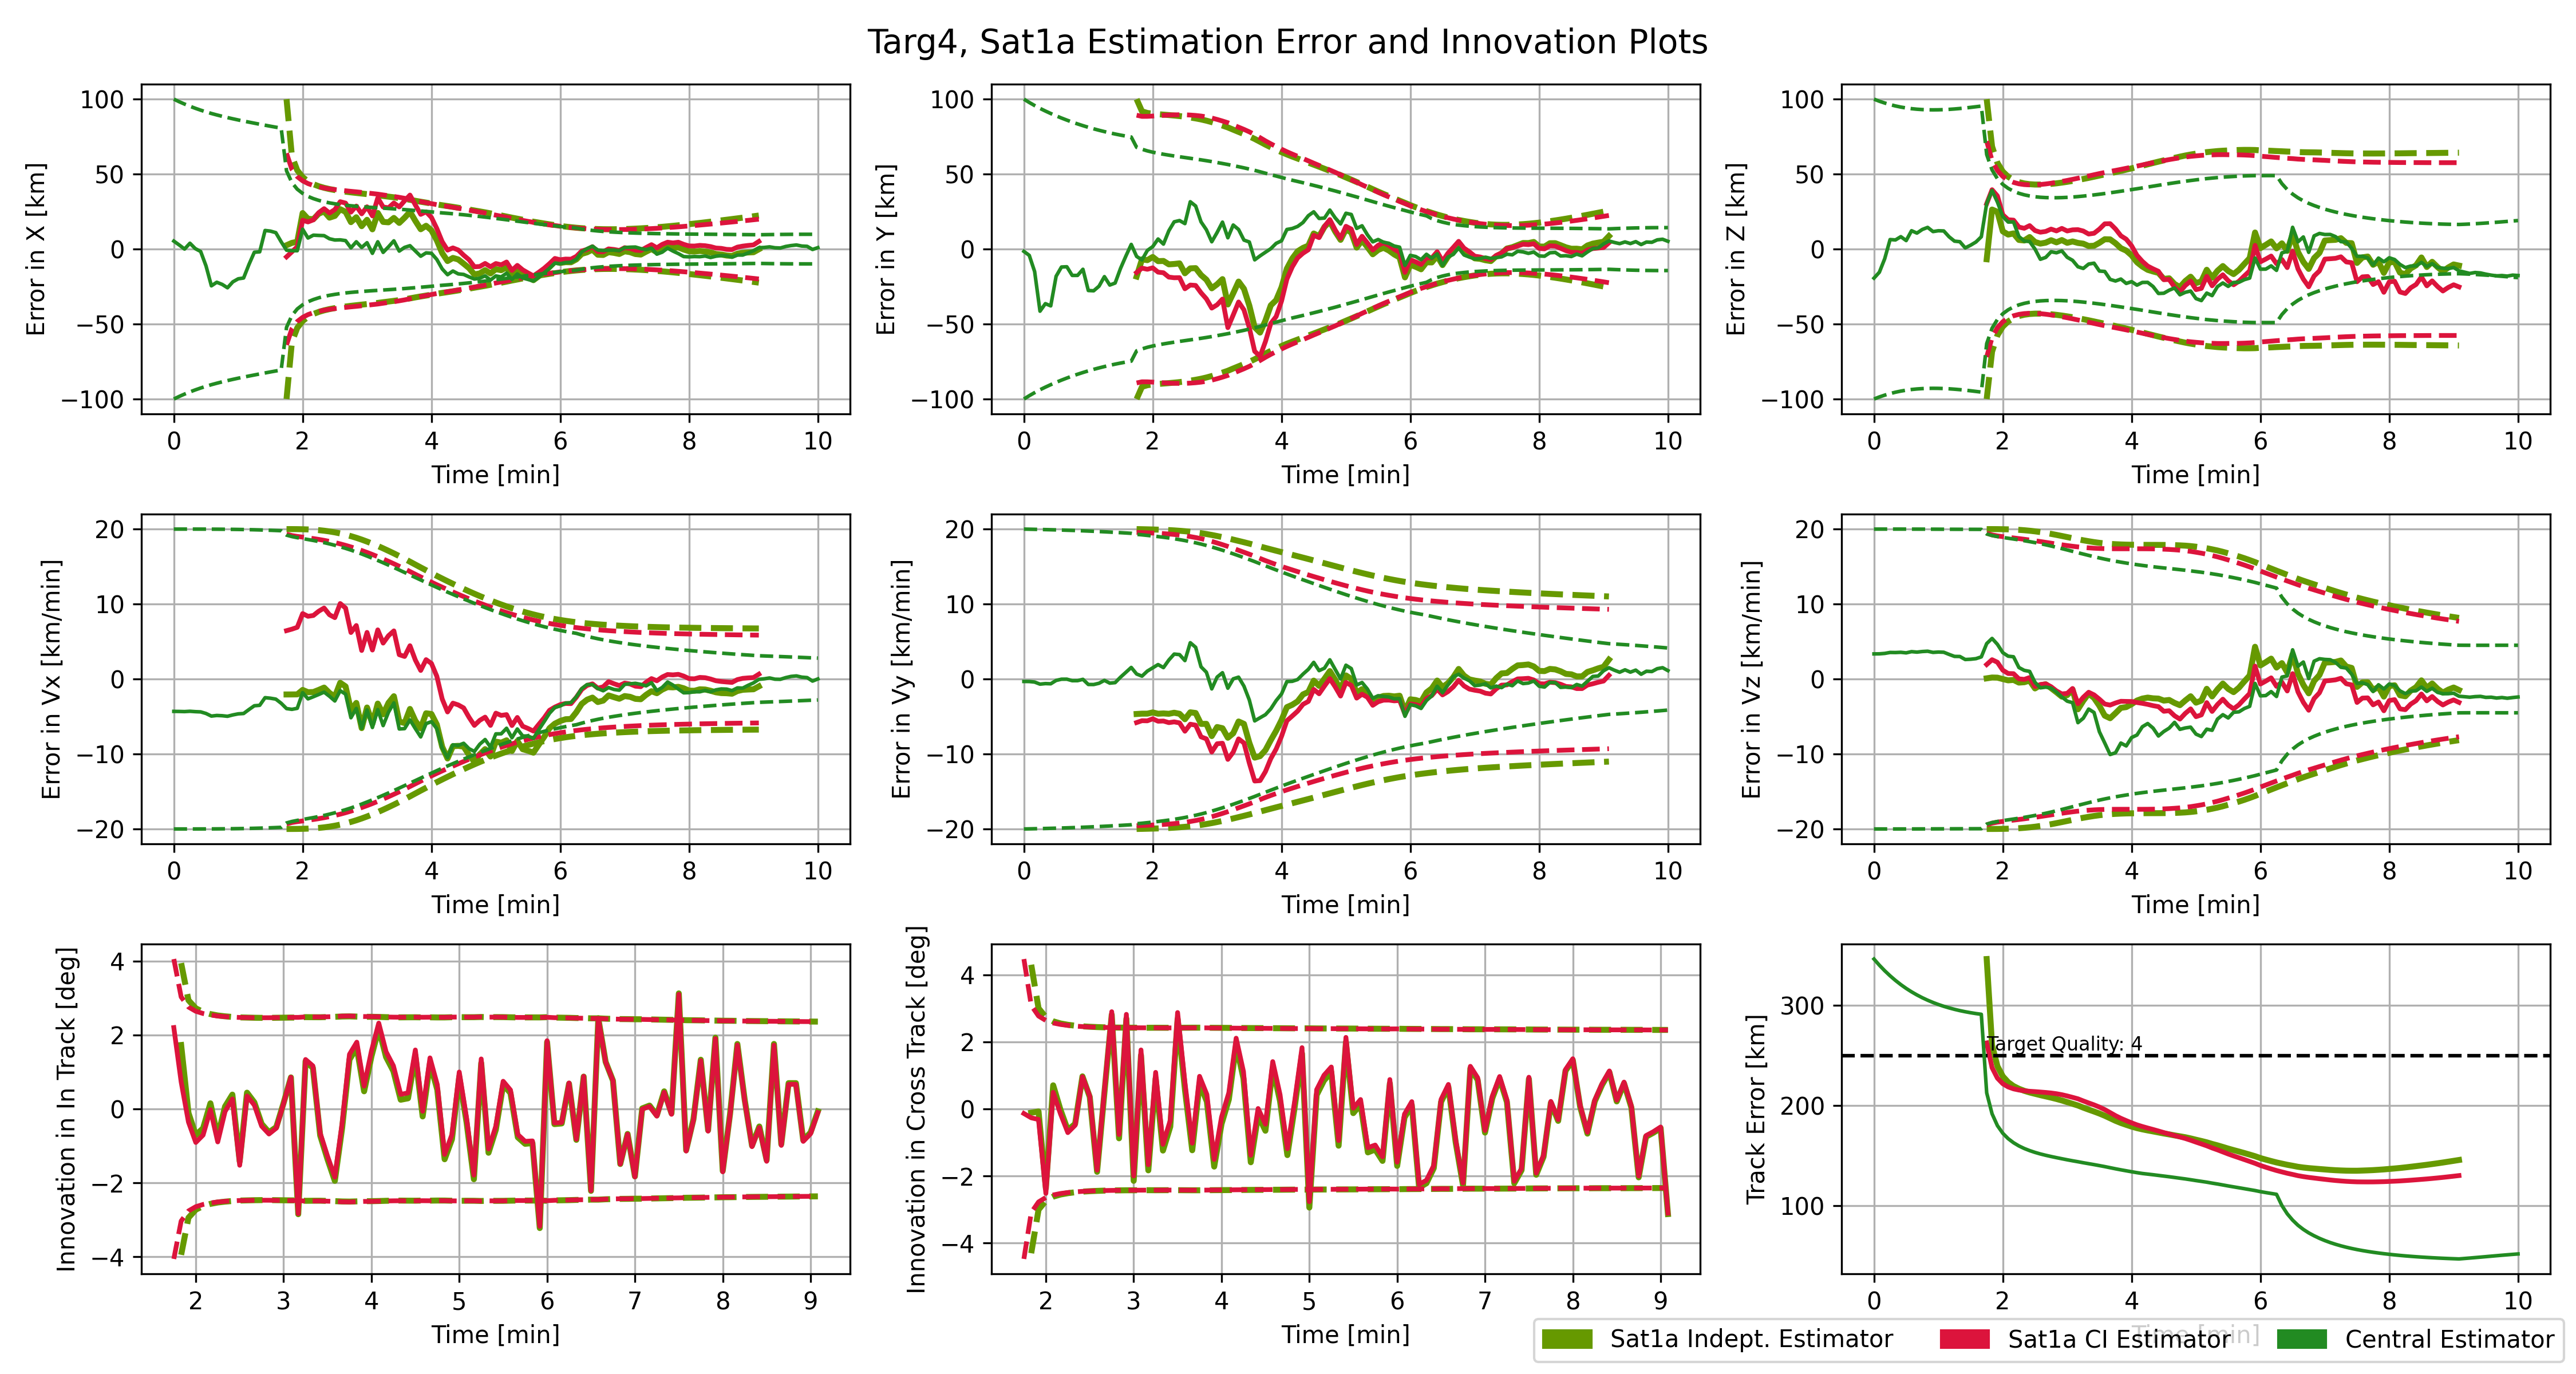 Targ4, Sat1a Estimation Error and Innovation Plots
Error in X [km]
100
50
0
−50
−100
0 2 4 6 8 10
Time [min]
Error in Y [km]
100
50
0
−50
−100
0 2 4 6 8 10
Time [min]
Error in Z [km]
100
50
0
−50
−100
0 2 4 6 8 10
Time [min]
Error in Vx [km/min]
20
10
0
−10
−20
0 2 4 6 8 10
Time [min]
Error in Vy [km/min]
20
10
0
−10
−20
0 2 4 6 8 10
Time [min]
Error in Vz [km/min]
20
10
0
−10
−20
0 2 4 6 8 10
Time [min]
Innovation in In Track [deg]
4
2
0
−2
−4
2 3 4 5 6 7 8 9
Time [min]
Innovation in Cross Track [deg]
4
2
0
−2
−4
2 3 4 5 6 7 8 9
Time [min]
Track Error [km]
300
200
100
Target Quality: 4
0 2 4 6 8 10
Time [min]
Sat1a Indept. Estimator
Sat1a CI Estimator
Central Estimator